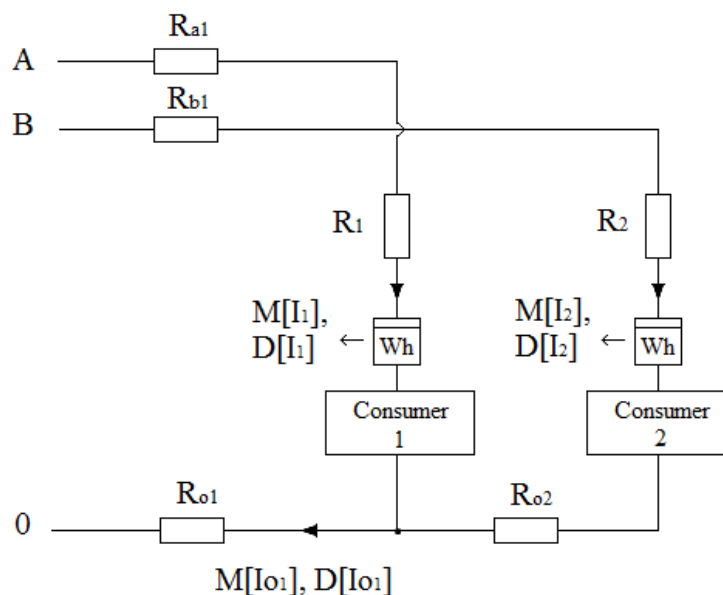 Ra1
A
Rb1
B
R1
R2
M[I1],
D[I1] ←
Wh
M[I2],
D[I2] ←
Wh
Consumer
1
Consumer
2
Ro1
Ro2
0
M[Io1], D[Io1]